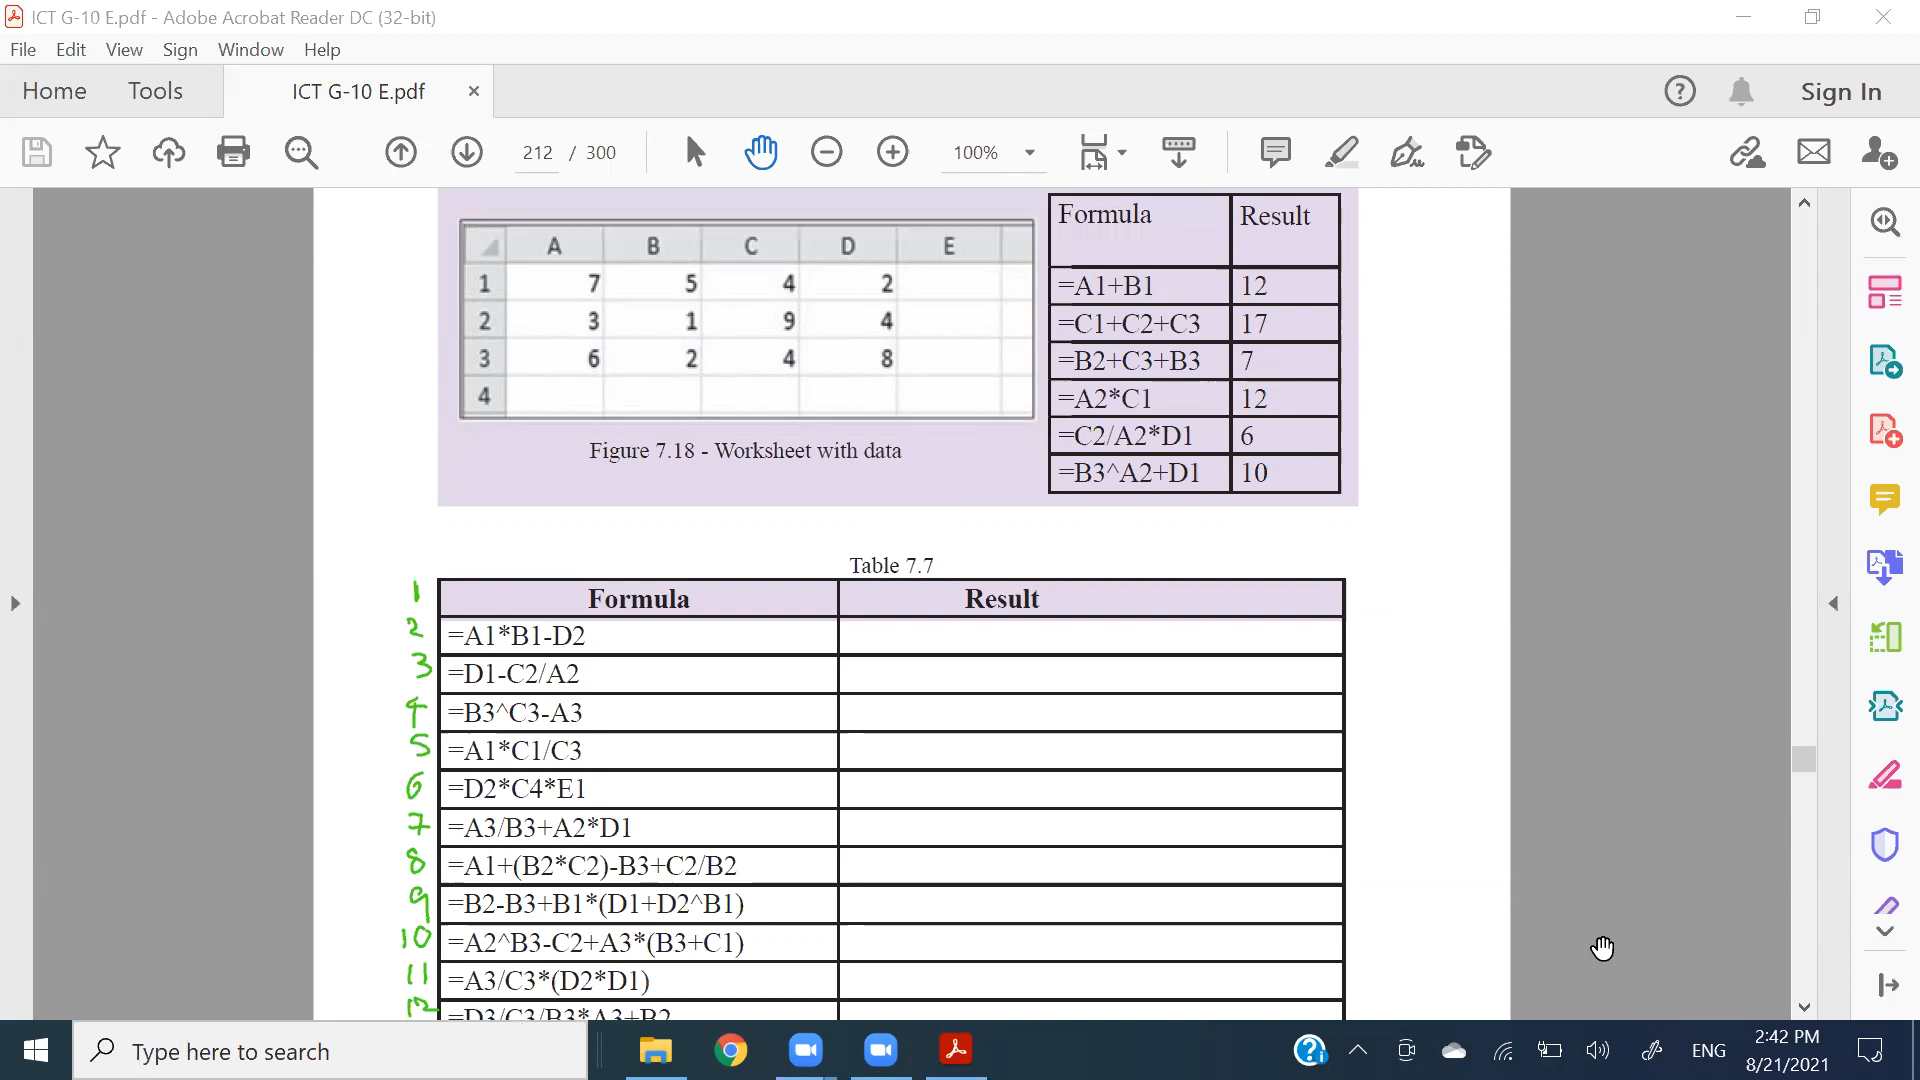 ICT G-10 E.pdf - Adobe Acrobat Reader DC (32-bit)
File Edit View Sign Window Help
Home Tools ICT G-10 E.pdf × Sign In
212 / 300 100%
A B C D E
1 7 5 4 2
2 3 1 9 4
3 6 2 4 8
4
Figure 7.18 - Worksheet with data
Formula Result
=A1+B1 12
=C1+C2+C3 17
=B2+C3+B3 7
=A2*C1 12
=C2/A2*D1 6
=B3^A2+D1 10
Table 7.7
1 Formula Result
2 =A1*B1-D2
3 =D1-C2/A2
4 =B3^C3-A3
5 =A1*C1/C3
6 =D2*C4*E1
7 =A3/B3+A2*D1
8 =A1+(B2*C2)-B3+C2/B2
9 =B2-B3+B1*(D1+D2^B1)
10 =A2^B3-C2+A3*(B3+C1)
11 =A3/C3*(D2*D1)
12 =D3/C3/B3*A3+B2
Type here to search
ENG
2:42 PM
8/21/2021